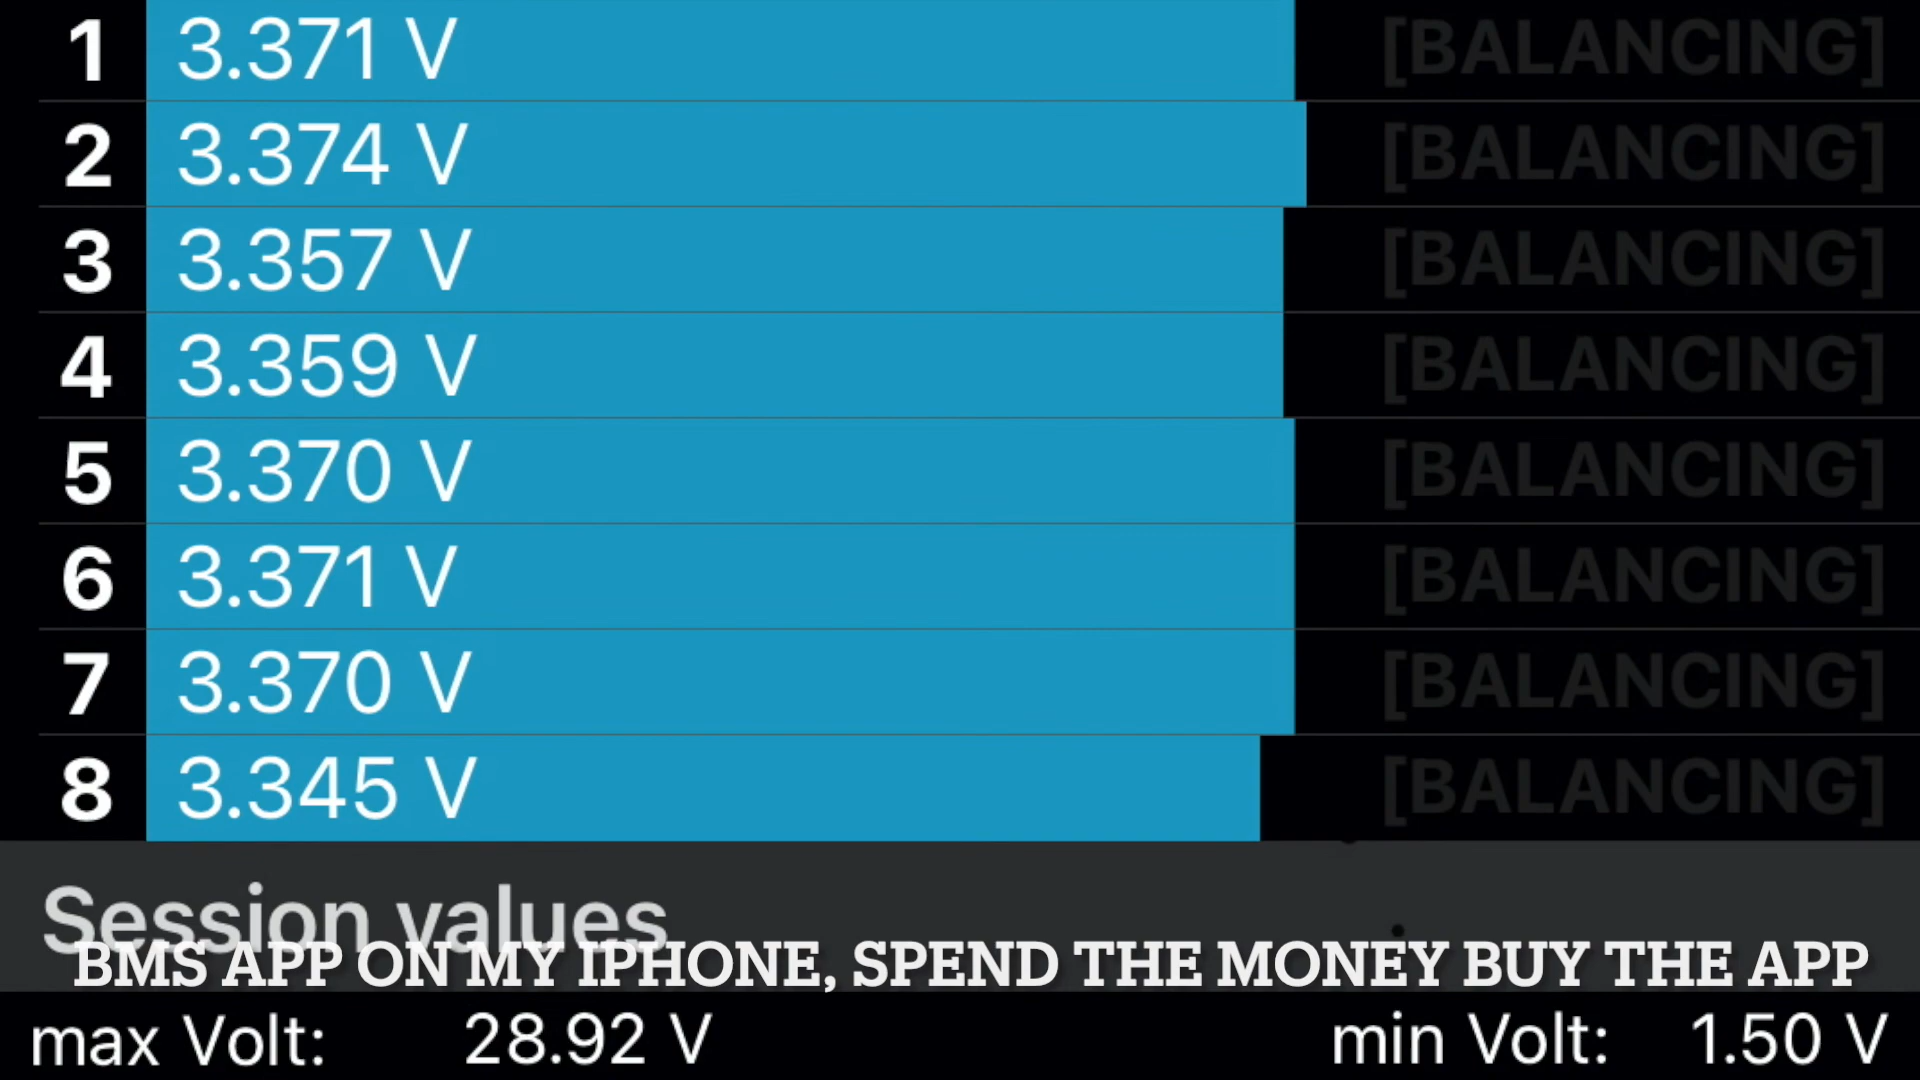 1 3.371 V [BALANCING]
2 3.374 V [BALANCING]
3 3.357 V [BALANCING]
4 3.359 V [BALANCING]
5 3.370 V [BALANCING]
6 3.371 V [BALANCING]
7 3.370 V [BALANCING]
8 3.345 V [BALANCING]
Session values
BMS APP ON MY IPHONE, SPEND THE MONEY BUY THE APP
max Volt: 28.92 V min Volt: 1.50 V